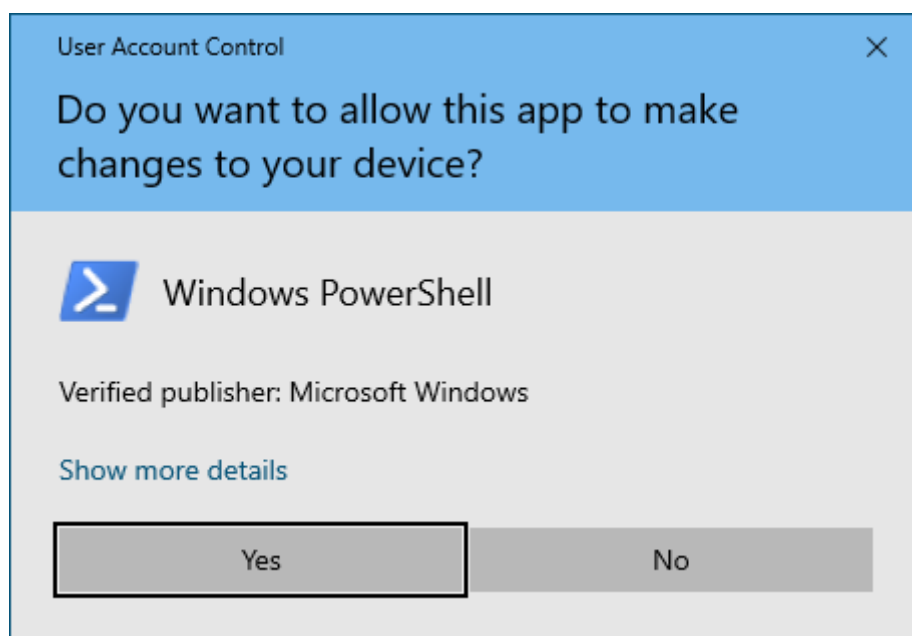 User Account Control
Do you want to allow this app to make
changes to your device?
Windows PowerShell
Verified publisher: Microsoft Windows
Show more details
Yes
No